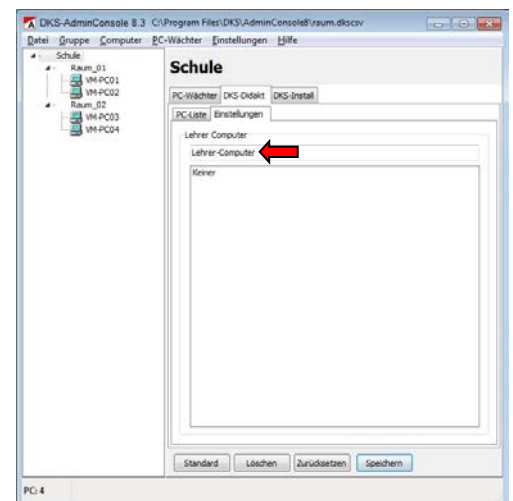 DKS-AdminConsole 8.3 C:\Program Files\DKS\AdminConsole8\raum.dkscsv
Datei Gruppe Computer PC-Wächter Einstellungen Hilfe
Schule
Raum_01
VM-PC01
VM-PC02
Raum_02
VM-PC03
VM-PC04
Schule
PC-Wächter DKS-Didakt DKS-Install
PC-Liste Einstellungen
Lehrer Computer
Lehrer-Computer
Keiner
Standard Löschen Zurücksetzen Speichern
PC: 4